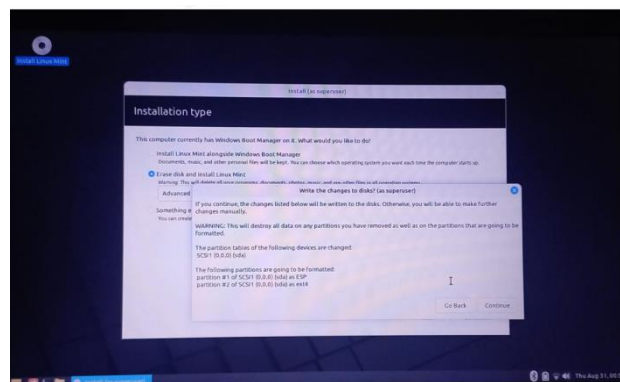 Install Linux Mint
Install (as superuser)
Installation type
This computer currently has Windows Boot Manager on it. What would you like to do?
Install Linux Mint alongside Windows Boot Manager
Documents, music, and other personal files will be kept. You can choose which operating system you want each time the computer starts up.
Erase disk and install Linux Mint
Warning: This will delete all your programs, documents, photos, music, and any other files in all operating systems.
Advanced
Something
You can create
Write the changes to disks? (as superuser)
If you continue, the changes listed below will be written to the disks. Otherwise, you will be able to make further
changes manually.
WARNING: This will destroy all data on any partitions you have removed as well as on the partitions that are going to be
formatted.
The partition tables of the following devices are changed:
SCSI1 (0,0,0) (sda)
The following partitions are going to be formatted:
partition #1 of SCSI1 (0,0,0) (sda) as ESP
partition #2 of SCSI1 (0,0,0) (sda) as ext4
Go Back
Continue
Thu Aug 31,